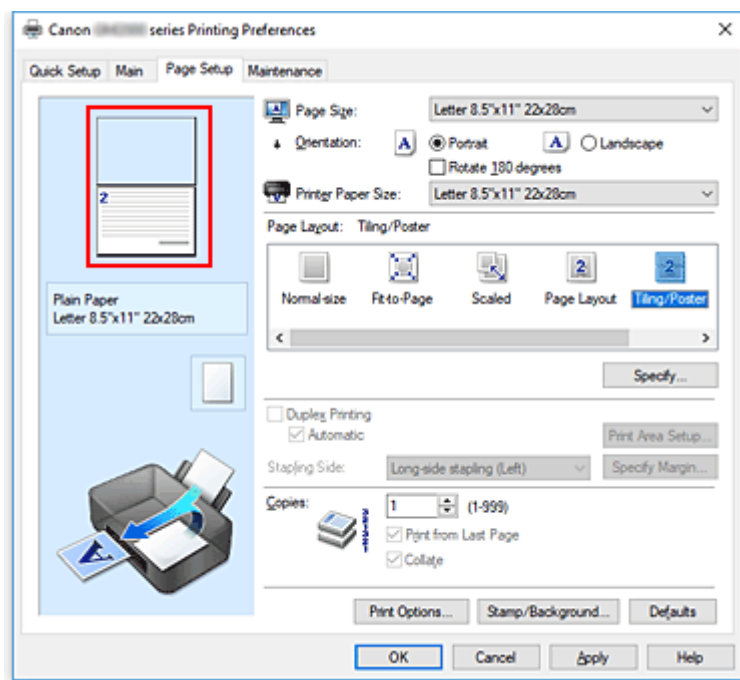 Canon series Printing Preferences
Quick Setup Main Page Setup Maintenance
Page Size: Letter 8.5"x11" 22x28cm
Orientation: A Portrait A Landscape
Rotate 180 degrees
Printer Paper Size: Letter 8.5"x11" 22x28cm
Page Layout: Tiling/Poster
2
Normal-size Fit-to-Page Scaled Page Layout Tiling/Poster
Plain Paper
Letter 8.5"x11" 22x28cm
Specify...
Duplex Printing
Automatic
Print Area Setup...
Stapling Side: Long-side stapling (Left) Specify Margin...
Copies: 1 (1-999)
Print from Last Page
Collate
A
Print Options... Stamp/Background... Defaults
OK Cancel Apply Help